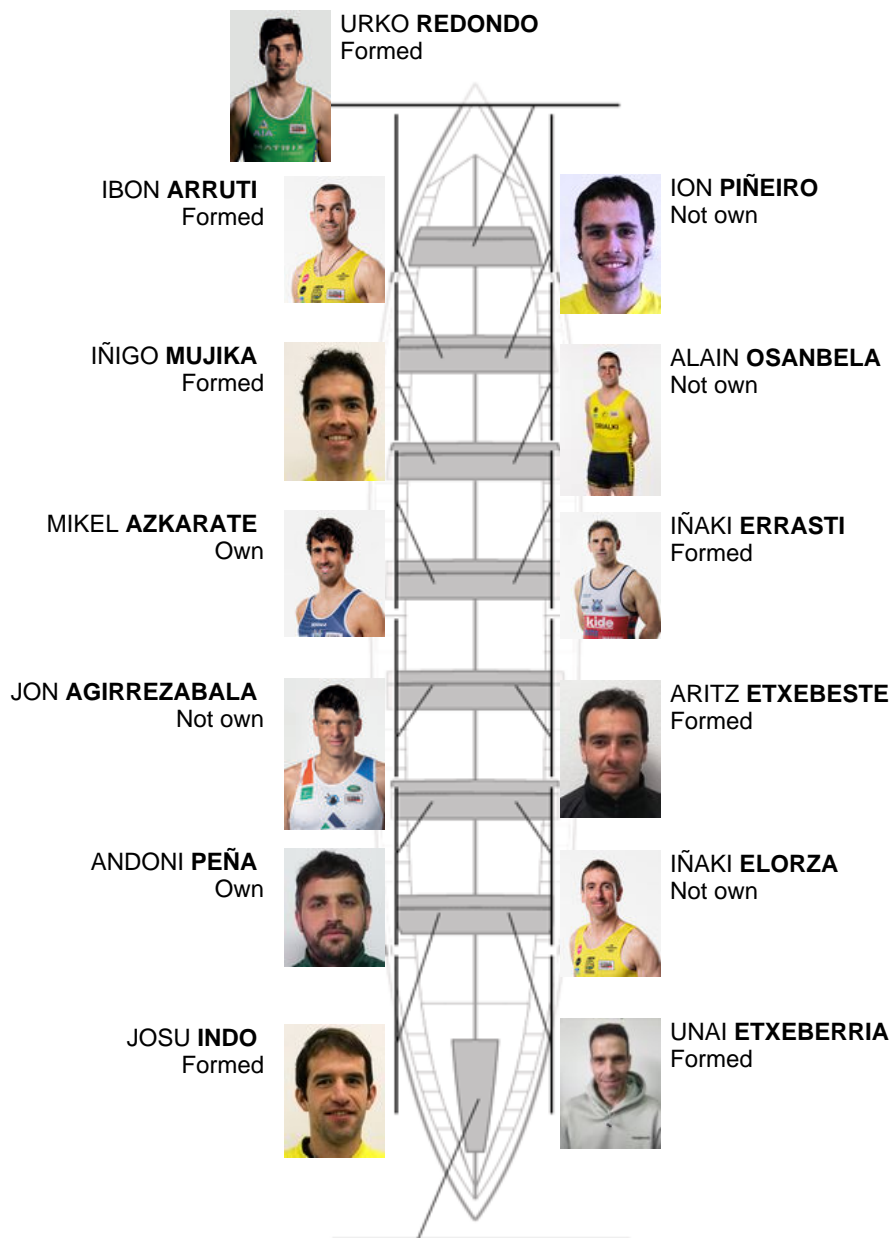 URKO REDONDO
Formed
IBON ARRUTI
Formed
ION PIÑEIRO
Not own
IÑIGO MUJIKA
Formed
ALAIN OSANBELA
Not own
MIKEL AZKARATE
Own
IÑAKI ERRASTI
Formed
kide
JON AGIRREZABALA
Not own
ARITZ ETXEBESTE
Formed
ANDONI PEÑA
Own
IÑAKI ELORZA
Not own
JOSU INDO
Formed
UNAI ETXEBERRIA
Formed